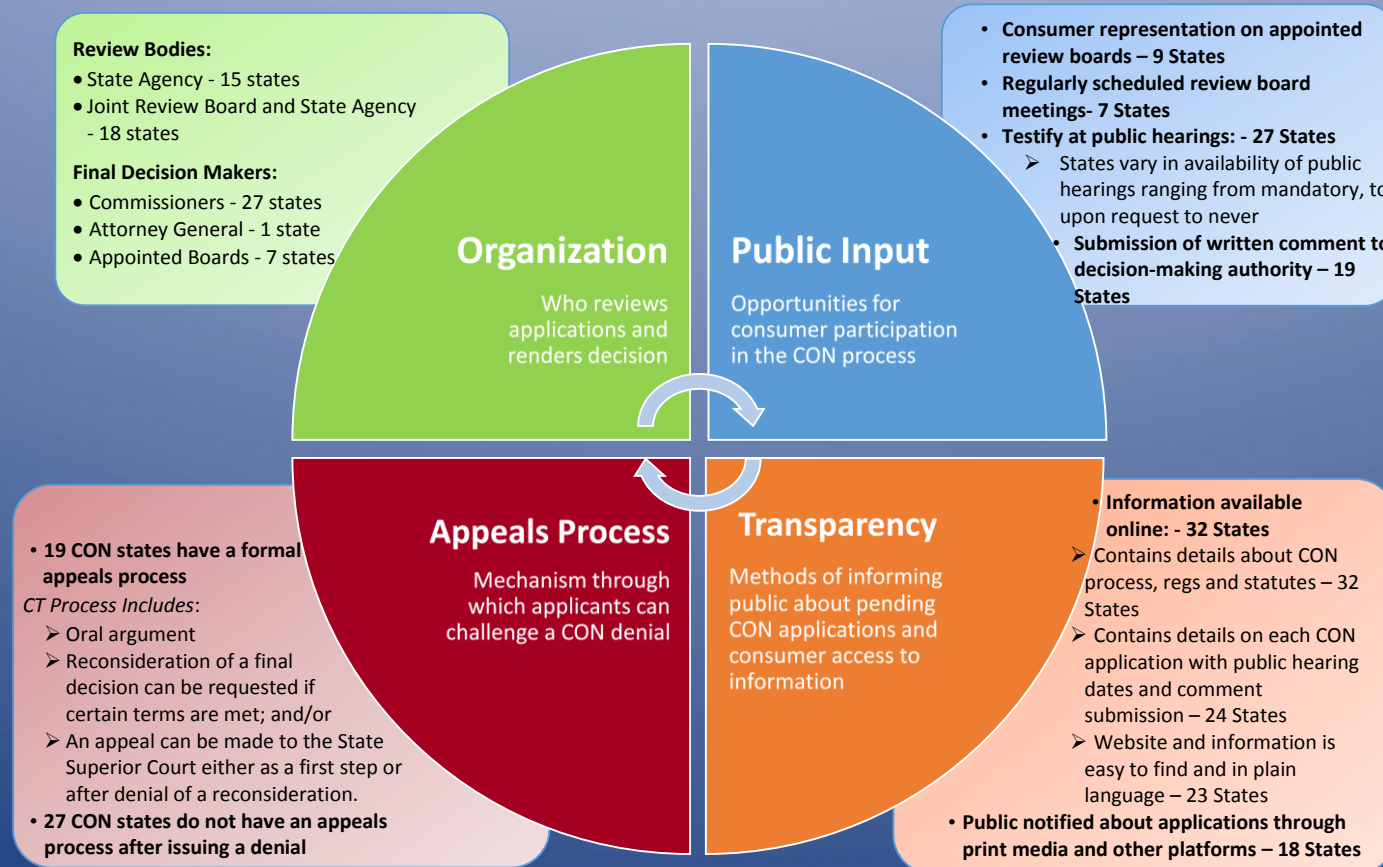 Review Bodies:
• State Agency - 15 states
• Joint Review Board and State Agency
- 18 states
Final Decision Makers:
• Commissioners - 27 states
• Attorney General - 1 state
• Appointed Boards - 7 states
Organization
Who reviews
applications and
renders decision
Public Input
Opportunities for
consumer participation
in the CON process
• Consumer representation on appointed
review boards – 9 States
• Regularly scheduled review board
meetings- 7 States
• Testify at public hearings: - 27 States
➢ States vary in availability of public
hearings ranging from mandatory, to
upon request to never
• Submission of written comment to
decision-making authority – 19
States
• 19 CON states have a formal
appeals process
CT Process Includes:
➢ Oral argument
➢ Reconsideration of a final
decision can be requested if
certain terms are met; and/or
➢ An appeal can be made to the State
Superior Court either as a first step or
after denial of a reconsideration.
• 27 CON states do not have an appeals
process after issuing a denial
Appeals Process
Mechanism through
which applicants can
challenge a CON denial
Transparency
Methods of informing
public about pending
CON applications and
consumer access to
information
• Information available
online: - 32 States
➢ Contains details about CON
process, regs and statutes – 32
States
➢ Contains details on each CON
application with public hearing
dates and comment
submission – 24 States
➢ Website and information is
easy to find and in plain
language – 23 States
• Public notified about applications through
print media and other platforms – 18 States